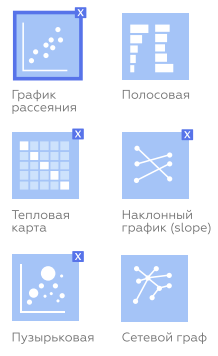 X
График
рассеяния
Полосовая
X
Тепловая
карта
X
Наклонный
график (slope)
X
Пузырьковая
Сетевой граф